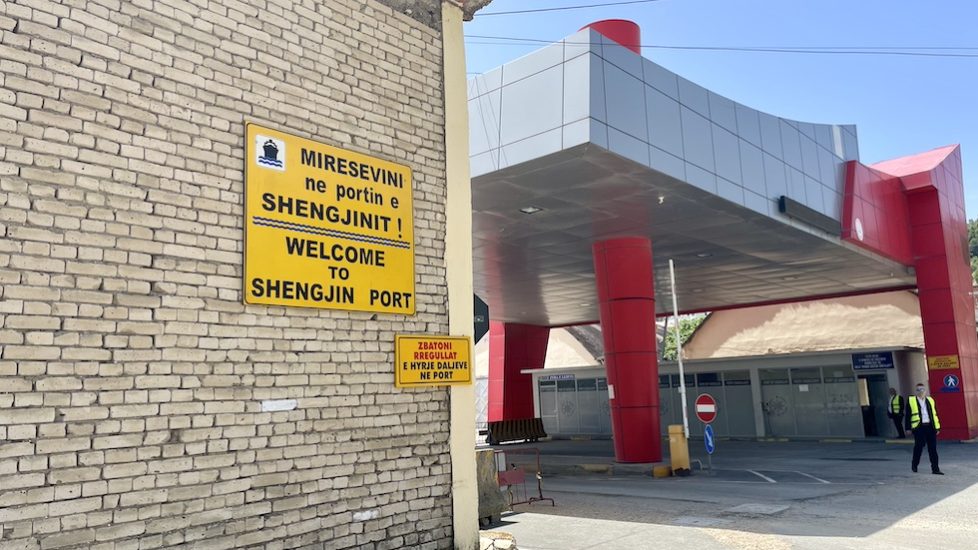 MIRESEVINI
ne portin e
SHENGJINIT !
WELCOME
TO
SHENGJIN PORT
ZBATONI
RREGULLAT
E HYRJE DALJEVE
NE PORT